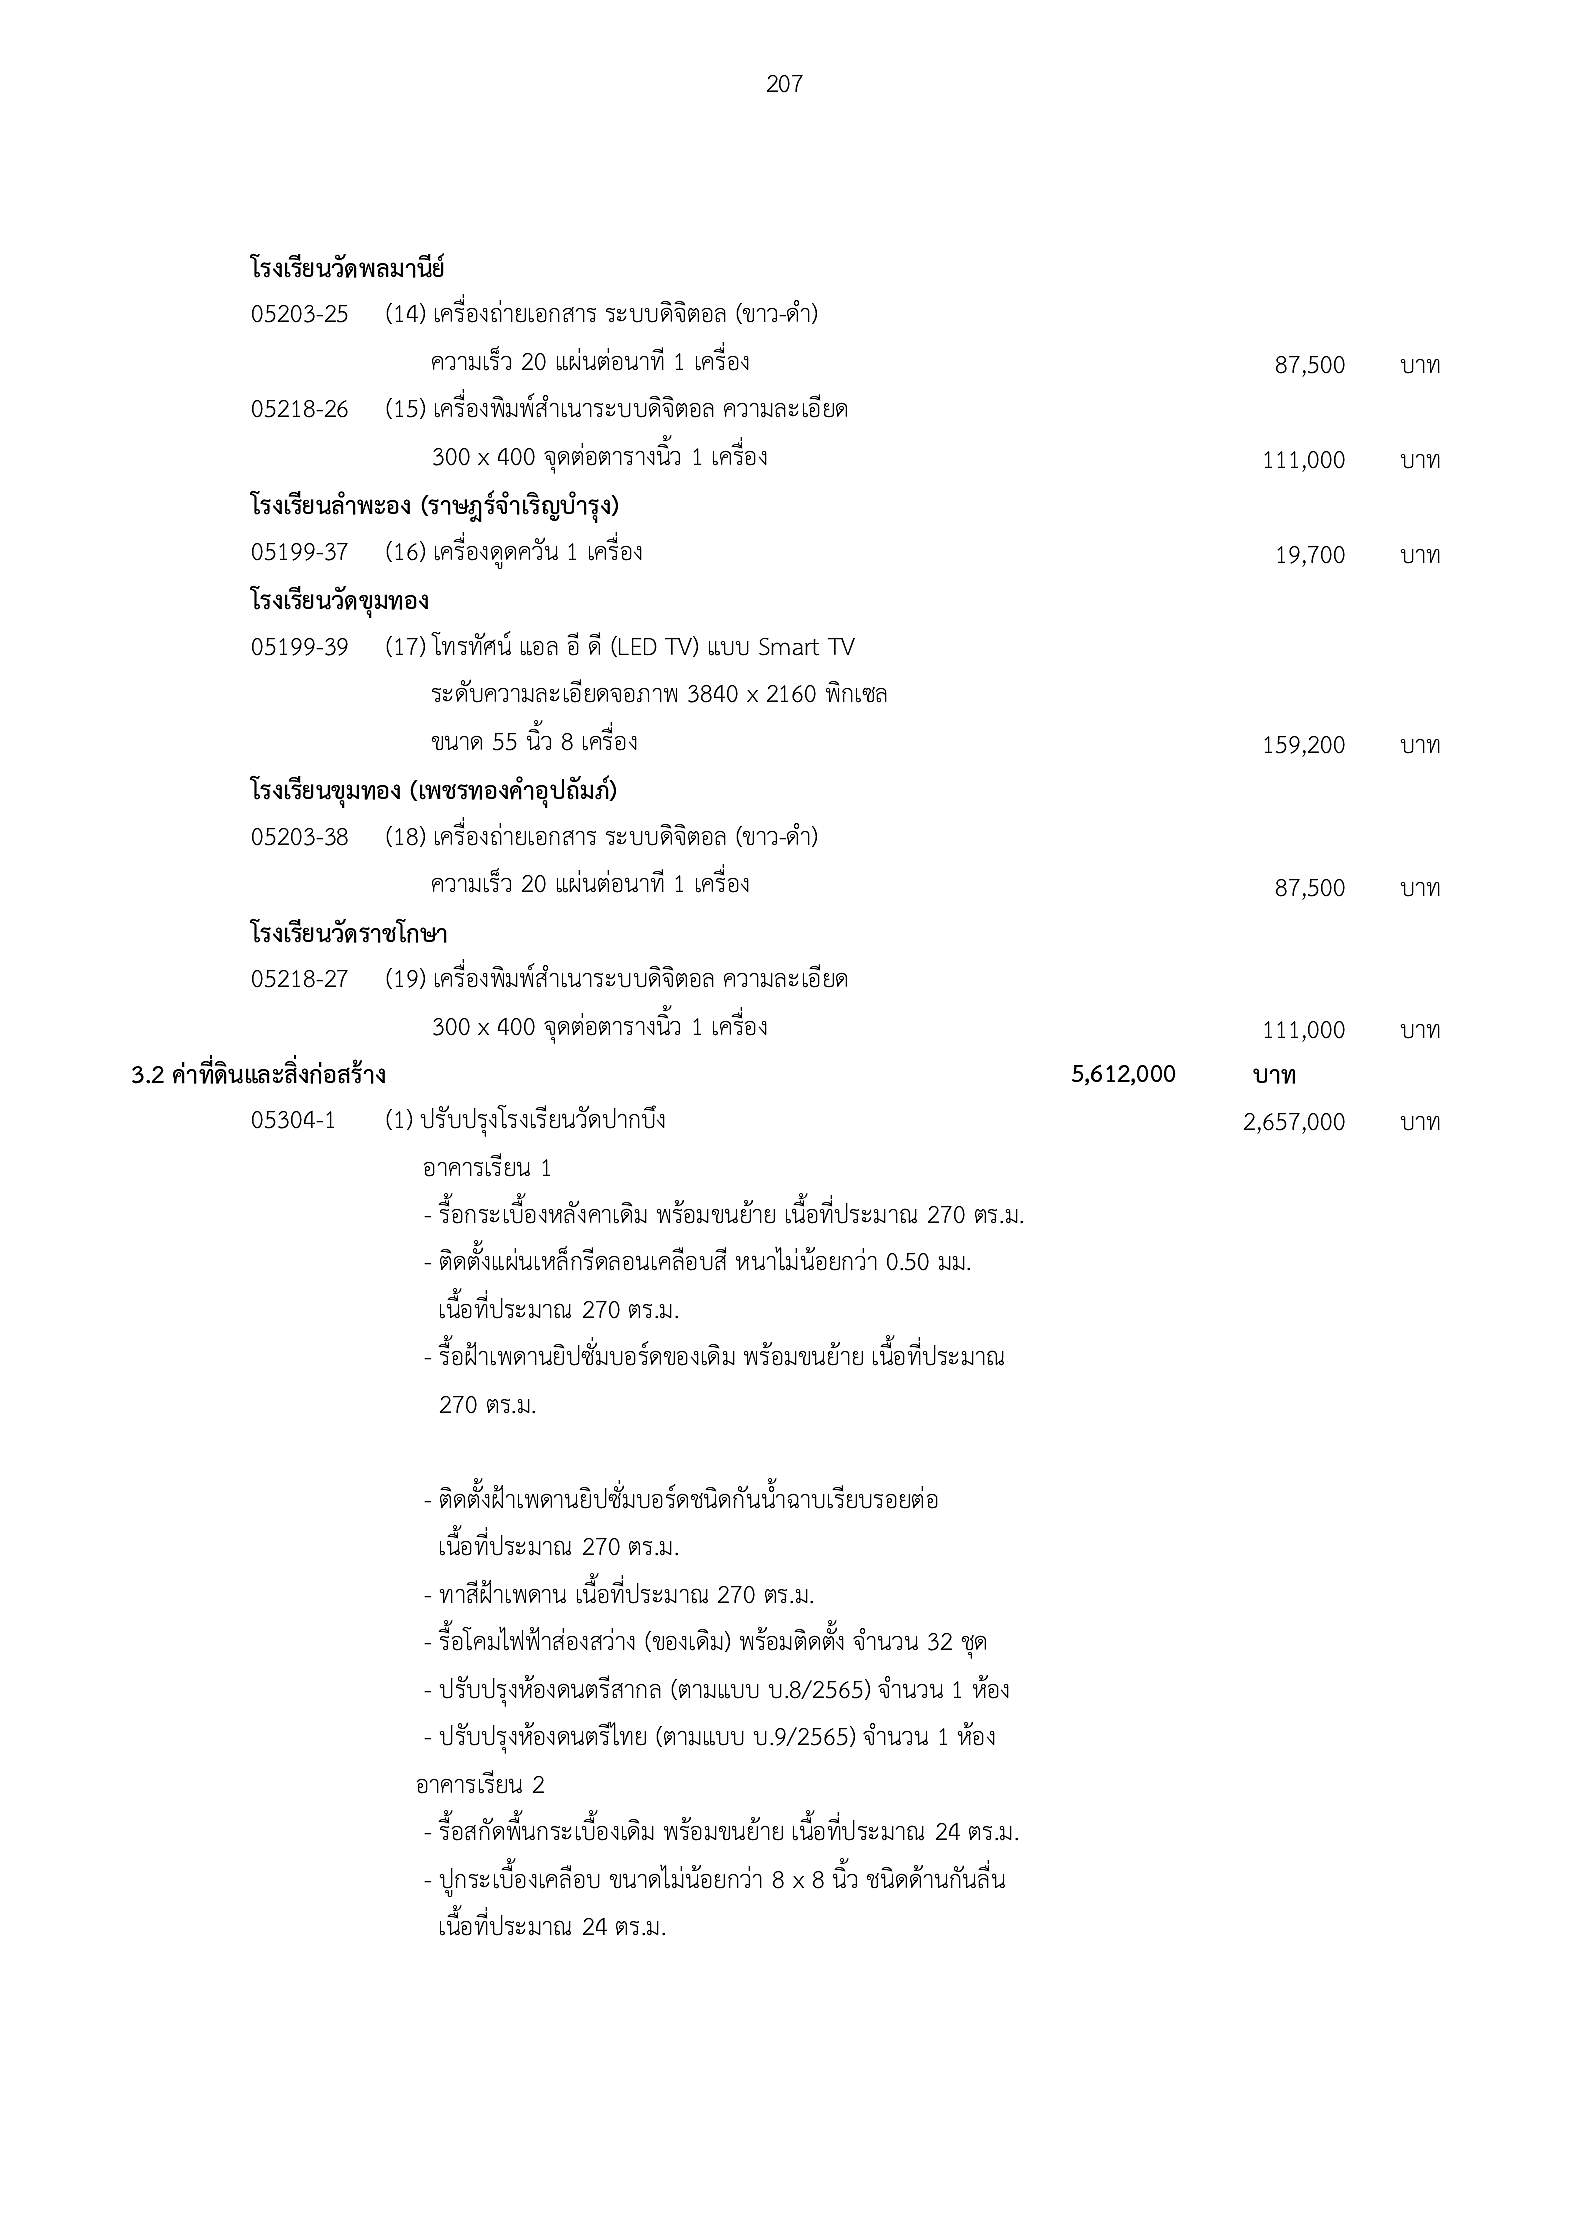 207
โรงเรียนวัดพลมานีย์
05203-25 (14) เครื่องถ่ายเอกสาร ระบบดิจิตอล (ขาว-ดำ)
ความเร็ว 20 แผ่นต่อนาที 1 เครื่อง 87,500 บาท
05218-26 (15) เครื่องพิมพ์สำเนาระบบดิจิตอล ความละเอียด
300 x 400 จุดต่อตารางนิ้ว 1 เครื่อง 111,000 บาท
โรงเรียนลำพะอง (ราษฎร์จำเริญบำรุง)
05199-37 (16) เครื่องดูดควัน 1 เครื่อง 19,700 บาท
โรงเรียนวัดขุมทอง
05199-39 (17) โทรทัศน์ แอล อี ดี (LED TV) แบบ Smart TV
ระดับความละเอียดจอภาพ 3840 x 2160 พิกเซล
ขนาด 55 นิ้ว 8 เครื่อง 159,200 บาท
โรงเรียนขุมทอง (เพชรทองคำอุปถัมภ์)
05203-38 (18) เครื่องถ่ายเอกสาร ระบบดิจิตอล (ขาว-ดำ)
ความเร็ว 20 แผ่นต่อนาที 1 เครื่อง 87,500 บาท
โรงเรียนวัดราชโกษา
05218-27 (19) เครื่องพิมพ์สำเนาระบบดิจิตอล ความละเอียด
300 x 400 จุดต่อตารางนิ้ว 1 เครื่อง 111,000 บาท
3.2 ค่าที่ดินและสิ่งก่อสร้าง 5,612,000 บาท
05304-1 (1) ปรับปรุงโรงเรียนวัดปากบึง 2,657,000 บาท
อาคารเรียน 1
- รื้อกระเบื้องหลังคาเดิม พร้อมขนย้าย เนื้อที่ประมาณ 270 ตร.ม.
- ติดตั้งแผ่นเหล็กรีดลอนเคลือบสี หนาไม่น้อยกว่า 0.50 มม.
เนื้อที่ประมาณ 270 ตร.ม.
- รื้อฝ้าเพดานยิปซั่มบอร์ดของเดิม พร้อมขนย้าย เนื้อที่ประมาณ
270 ตร.ม.
- ติดตั้งฝ้าเพดานยิปซั่มบอร์ดชนิดกันน้ำฉาบเรียบรอยต่อ
เนื้อที่ประมาณ 270 ตร.ม.
- ทาสีฝ้าเพดาน เนื้อที่ประมาณ 270 ตร.ม.
- รื้อโคมไฟฟ้าส่องสว่าง (ของเดิม) พร้อมติดตั้ง จำนวน 32 ชุด
- ปรับปรุงห้องดนตรีสากล (ตามแบบ บ.8/2565) จำนวน 1 ห้อง
- ปรับปรุงห้องดนตรีไทย (ตามแบบ บ.9/2565) จำนวน 1 ห้อง
อาคารเรียน 2
- รื้อสกัดพื้นกระเบื้องเดิม พร้อมขนย้าย เนื้อที่ประมาณ 24 ตร.ม.
- ปูกระเบื้องเคลือบ ขนาดไม่น้อยกว่า 8 x 8 นิ้ว ชนิดด้านกันลื่น
เนื้อที่ประมาณ 24 ตร.ม.